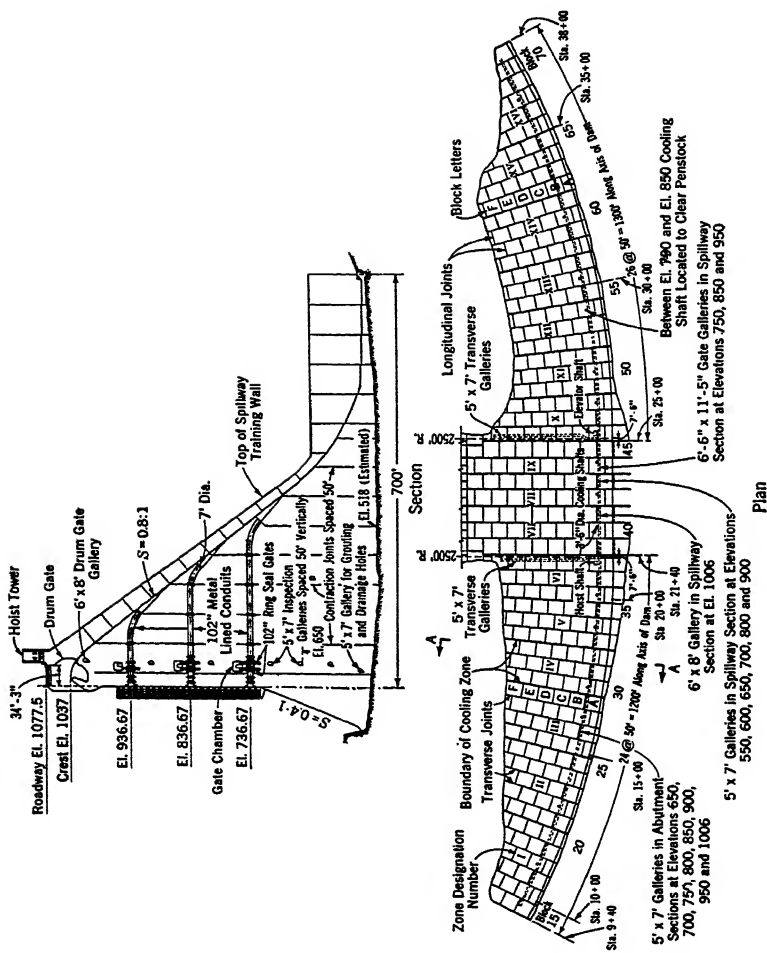 Hoist Tower
Drum Gate
6' x 8' Drum Gate
Gallery
34'-3"
Roadway El. 1077.5
Crest El. 1037
S=0.8:1
7' Dia.
Top of Spillway
Training Wall
El. 936.67
102" Metal
Lined Conduits
El. 836.67
102" Ring Seal Gates
5' x 7' Inspection
Galleries Spaced 50' Vertically
El. 650
Gate Chamber
El. 736.67
Contraction Joints Spaced 50'
5' x 7' Gallery for Grouting
and Drainage Holes
El. 518 (Estimated)
S=0.4:1
700'
Section
Zone Designation
Number
Boundary of Cooling Zone
Transverse Joints
5' x 7'
Transverse
Galleries
2500' R.
2500' R.
5' x 7' Transverse
Galleries
Longitudinal Joints
Block Letters
I
II
III
IV
V
VI
VII
VIII
IX
X
XI
XII
XIII
XIV
XV
XVI
F
E
D
C
B
A
F
E
D
C
B
A
Hoist Shaft
Dia. Cooling Shafts
Elevator Shaft
Block
15
20
25
30
35
40
45
50
55
60
65
Block
70
7'-6"
7'-6"
A
A
Sta. 9+40
Sta. 10+00
Sta. 15+00
24 @ 50' = 1200' Along Axis of Dam
Sta 20+00
Sta. 21+40
Sta. 25+00
Sta. 30+00
26 @ 50' = 1300' Along Axis of Dam
Sta. 35+00
Sta. 38+00
5' x 7' Galleries in Abutment
Sections at Elevations 650,
700, 750, 800, 850, 900,
950 and 1006
6' x 8' Gallery in Spillway
Section at El. 1006
5' x 7' Galleries in Spillway Section at Elevations
550, 600, 650, 700, 800 and 900
6'-6" x 11'-5" Gate Galleries in Spillway
Section at Elevations 750, 850 and 950
Between El. 790 and El. 850 Cooling
Shaft Located to Clear Penstock
Plan